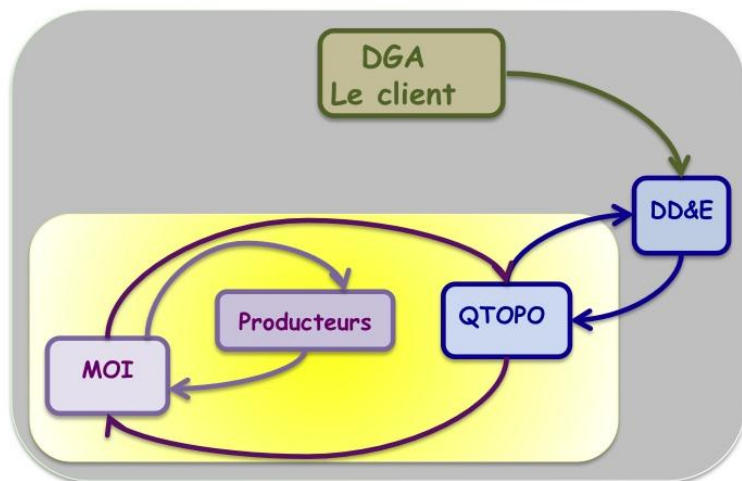 DGA
Le client
DD&E
QTOPO
Producteurs
MOI